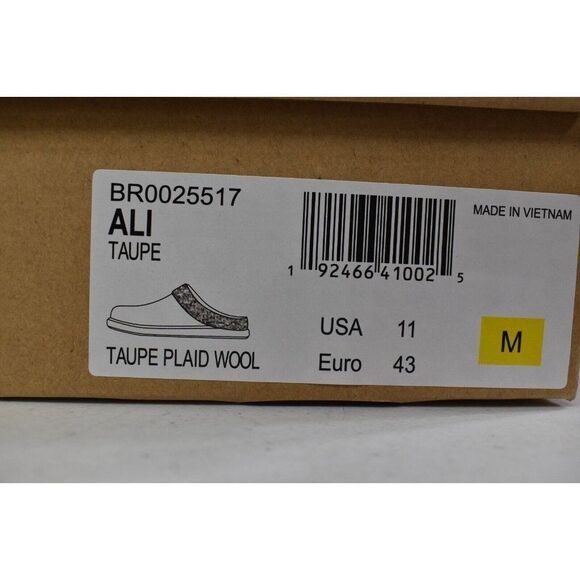 BR0025517
ALI
TAUPE
TAUPE PLAID WOOL
1 92466 41002 5
MADE IN VIETNAM
USA 11
Euro 43
M